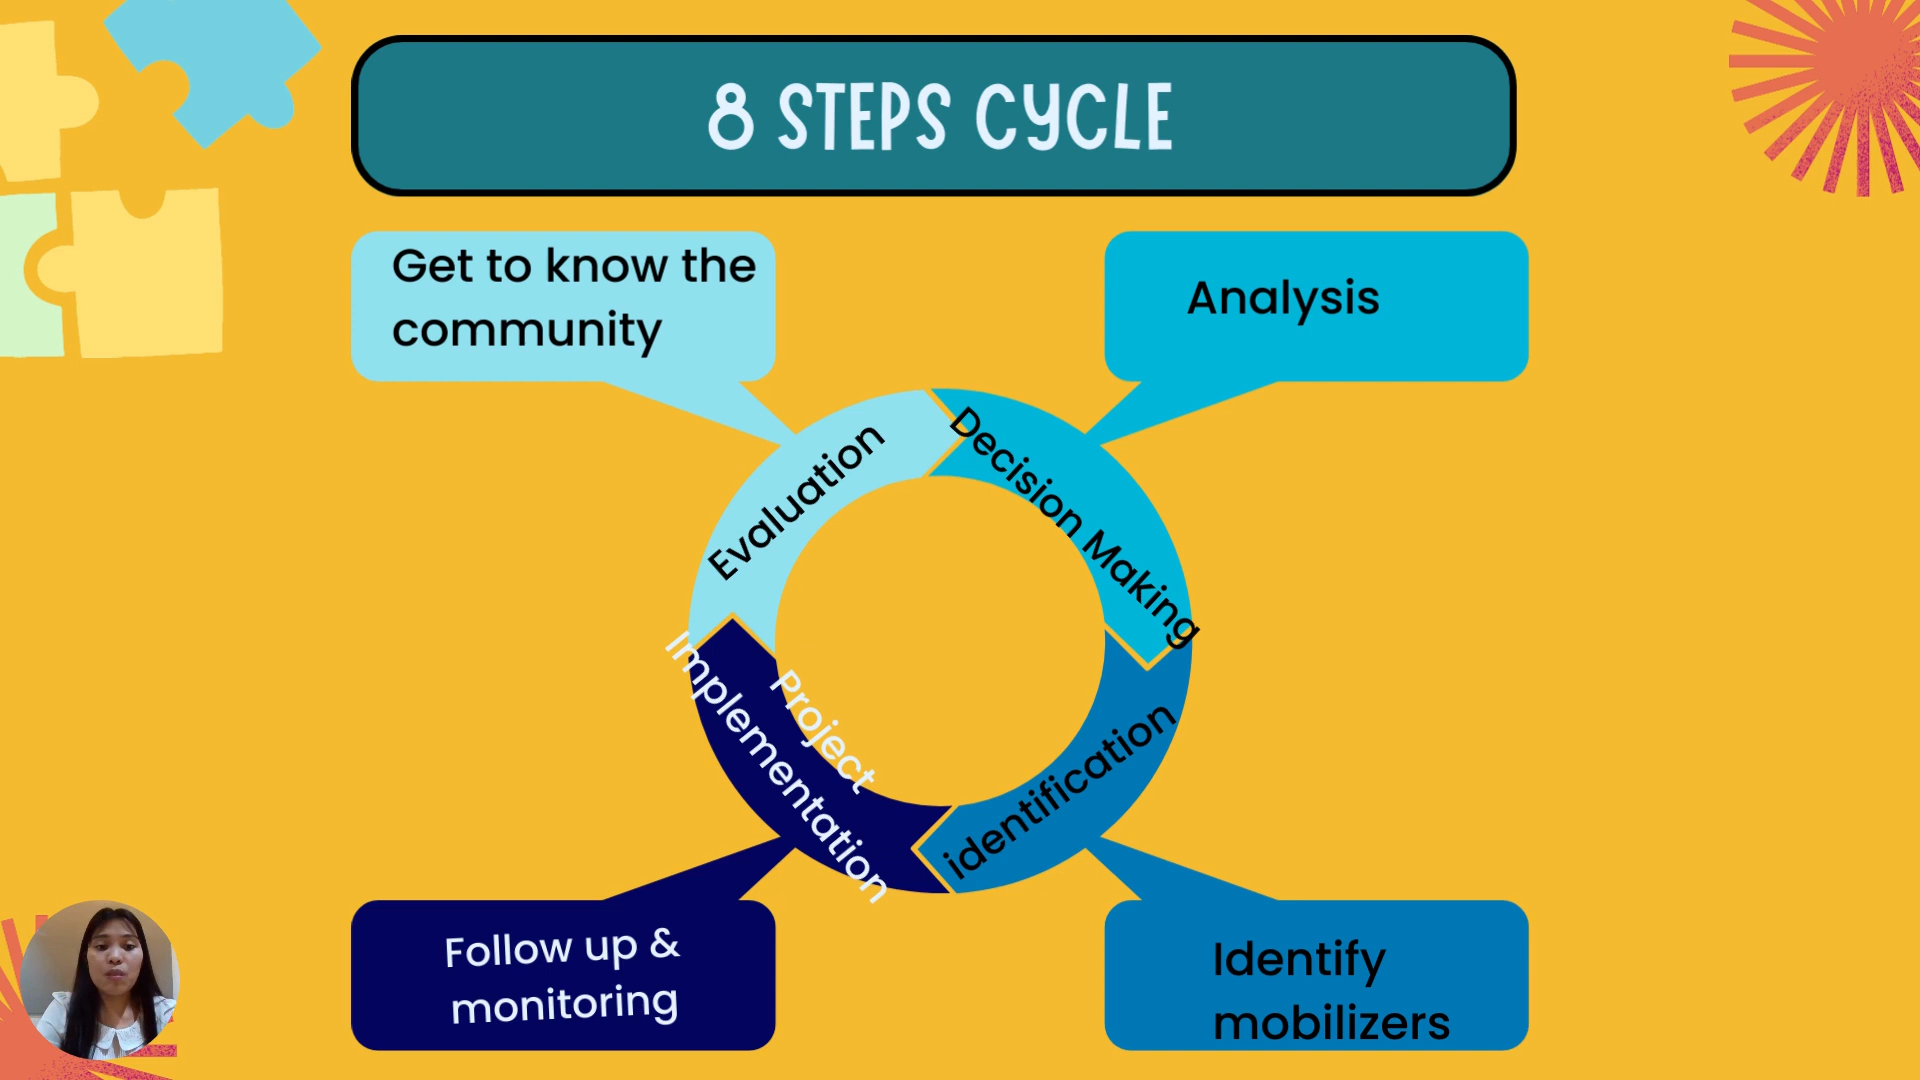 8 STEPS CYCLE
Get to know the
community
Analysis
Evaluation
Decision Making
Project
Implementation
identification
Follow up &
monitoring
Identify
mobilizers